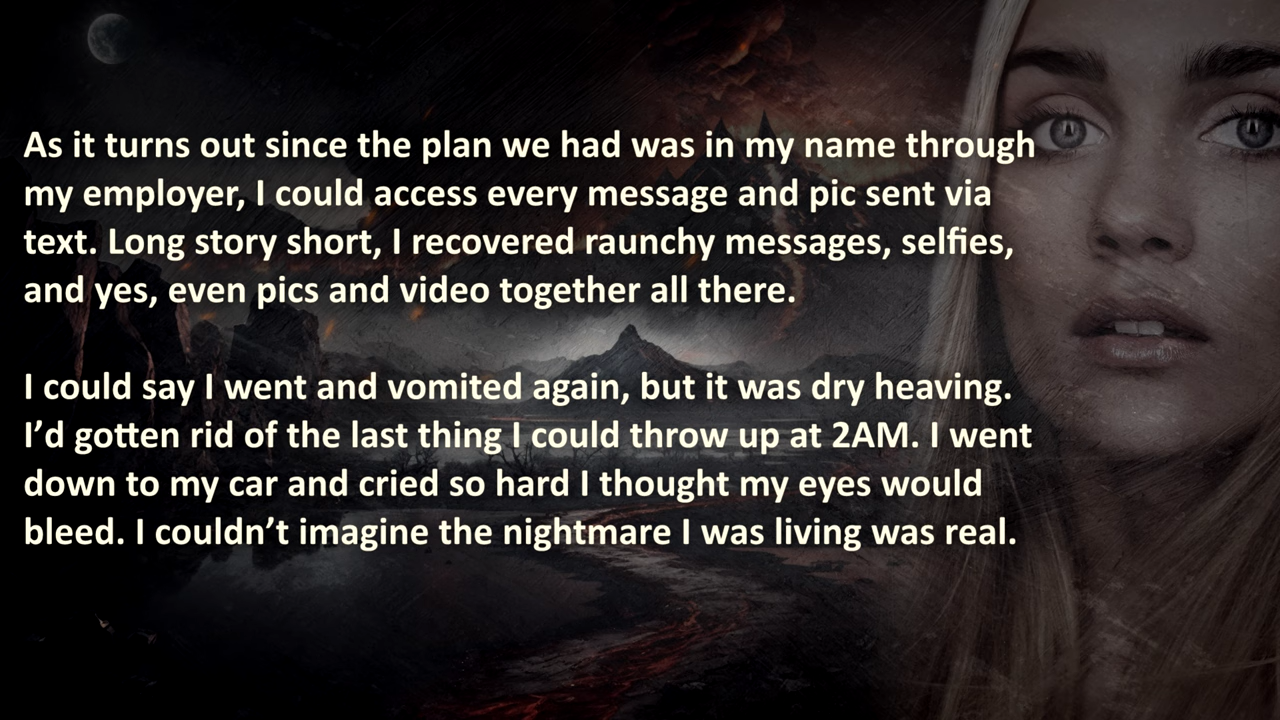 As it turns out since the plan we had was in my name through
my employer, I could access every message and pic sent via
text. Long story short, I recovered raunchy messages, selfies,
and yes, even pics and video together all there.
I could say I went and vomited again, but it was dry heaving.
I’d gotten rid of the last thing I could throw up at 2AM. I went
down to my car and cried so hard I thought my eyes would
bleed. I couldn’t imagine the nightmare I was living was real.